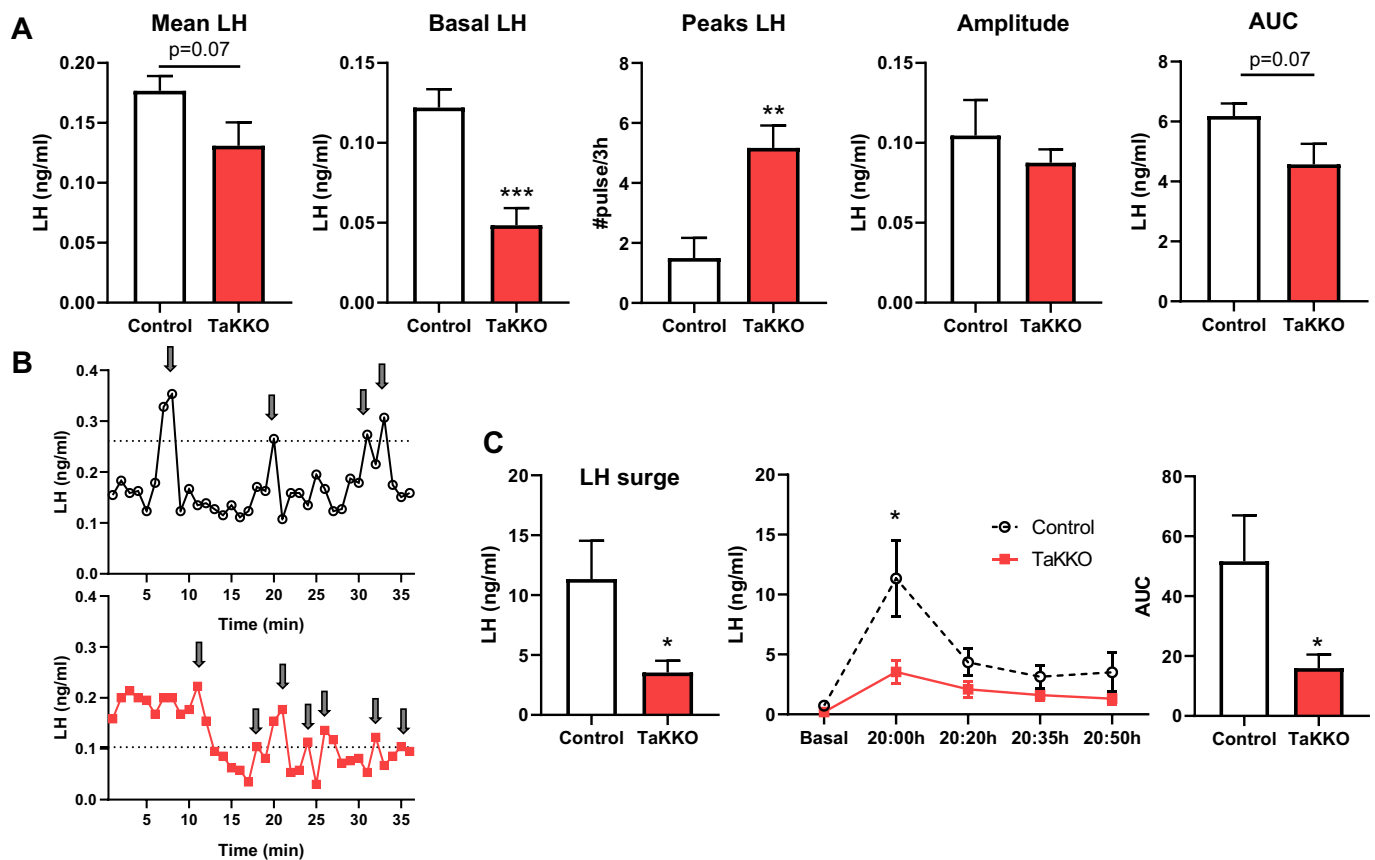 A
Mean LH
p=0.07
LH (ng/ml)
0.20
0.15
0.10
0.05
0.00
Control TaKKO
Basal LH
LH (ng/ml)
0.15
0.10
0.05
0.00
***
Control TaKKO
Peaks LH
#pulse/3h
8
6
4
2
0
**
Control TaKKO
Amplitude
LH (ng/ml)
0.15
0.10
0.05
0.00
Control TaKKO
AUC
p=0.07
LH (ng/ml)
8
6
4
6
0
Control TaKKO
B
LH (ng/ml)
0.4
0.3
0.2
0.1
0.0
5 10 15 20 25 30 35
Time (min)
LH (ng/ml)
0.4
0.3
0.2
0.1
0.0
5 10 15 20 25 30 35
Time (min)
C
LH surge
LH (ng/ml)
20
15
10
5
0
*
Control TaKKO
LH (ng/ml)
20
15
10
5
0
*
Control
TaKKO
Basal 20:00h 20:20h 20:35h 20:50h
AUC
80
60
40
20
0
*
Control TaKKO